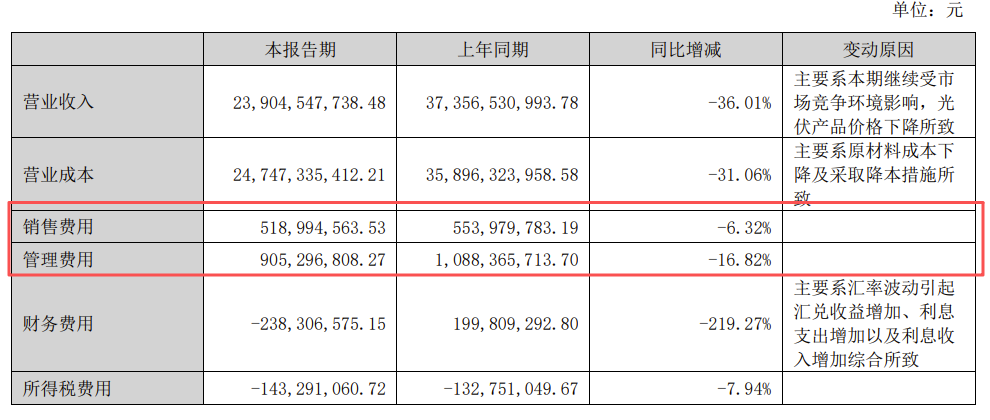 单位：元
本报告期 上年同期 同比增减 变动原因
营业收入 23,904,547,738.48 37,356,530,993.78 -36.01% 主要系本期继续受市
场竞争环境影响，光
伏产品价格下降所致
营业成本 24,747,335,412.21 35,896,323,958.58 -31.06% 主要系原材料成本下
降及采取降本措施所
致
销售费用 518,994,563.53 553,979,783.19 -6.32%
管理费用 905,296,808.27 1,088,365,713.70 -16.82%
财务费用 -238,306,575.15 199,809,292.80 -219.27% 主要系汇率波动引起
汇兑收益增加、利息
支出增加以及利息收
入增加综合所致
所得税费用 -143,291,060.72 -132,751,049.67 -7.94%